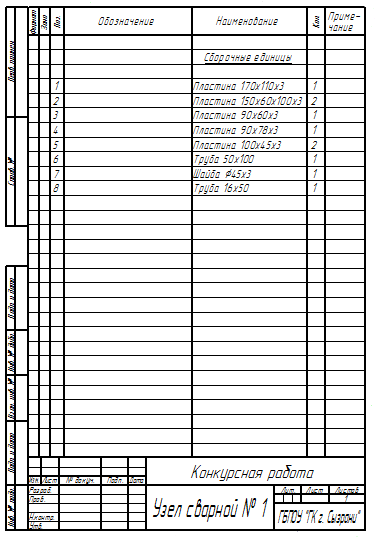 Формат
Зона
Поз.
Обозначение
Наименование
Кол
Приме-
чание
Сборочные единицы
1 Пластина 170х110х3 1
2 Пластина 150х60х100х3 2
3 Пластина 90х60х3 1
4 Пластина 90х78х3 1
5 Пластина 100х45х3 2
6 Труба 50х100 1
7 Шайба ф45х3 1
8 Труба 16х50 1
Перв. примен.
Справ. №
Подп. и дата
Инв. № дубл.
Взам. инв. №
Подп. и дата
Инв. № подл.
Изм Лист № докум. Подп. Дата
Разраб.
Пров.
Н.контр.
Утв.
Конкурсная работа
Узел сварной № 1
Лит. Лист Листов
1
ГБПОУ "ГК г. Сызрани"